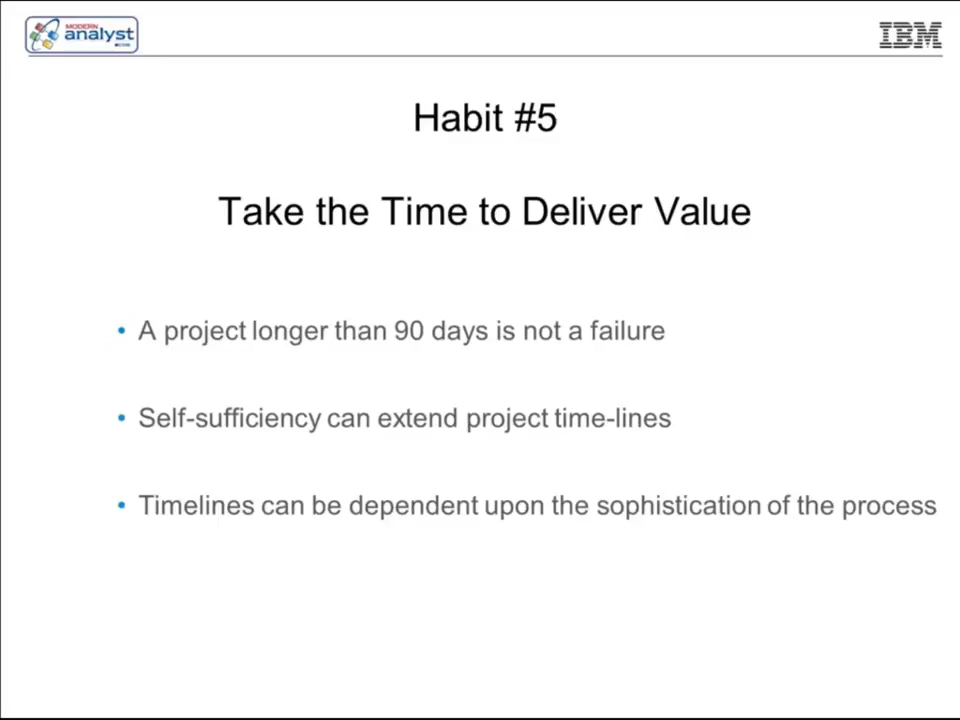 MODERN
analyst
IBM
Habit #5
Take the Time to Deliver Value
• A project longer than 90 days is not a failure
• Self-sufficiency can extend project time-lines
• Timelines can be dependent upon the sophistication of the process